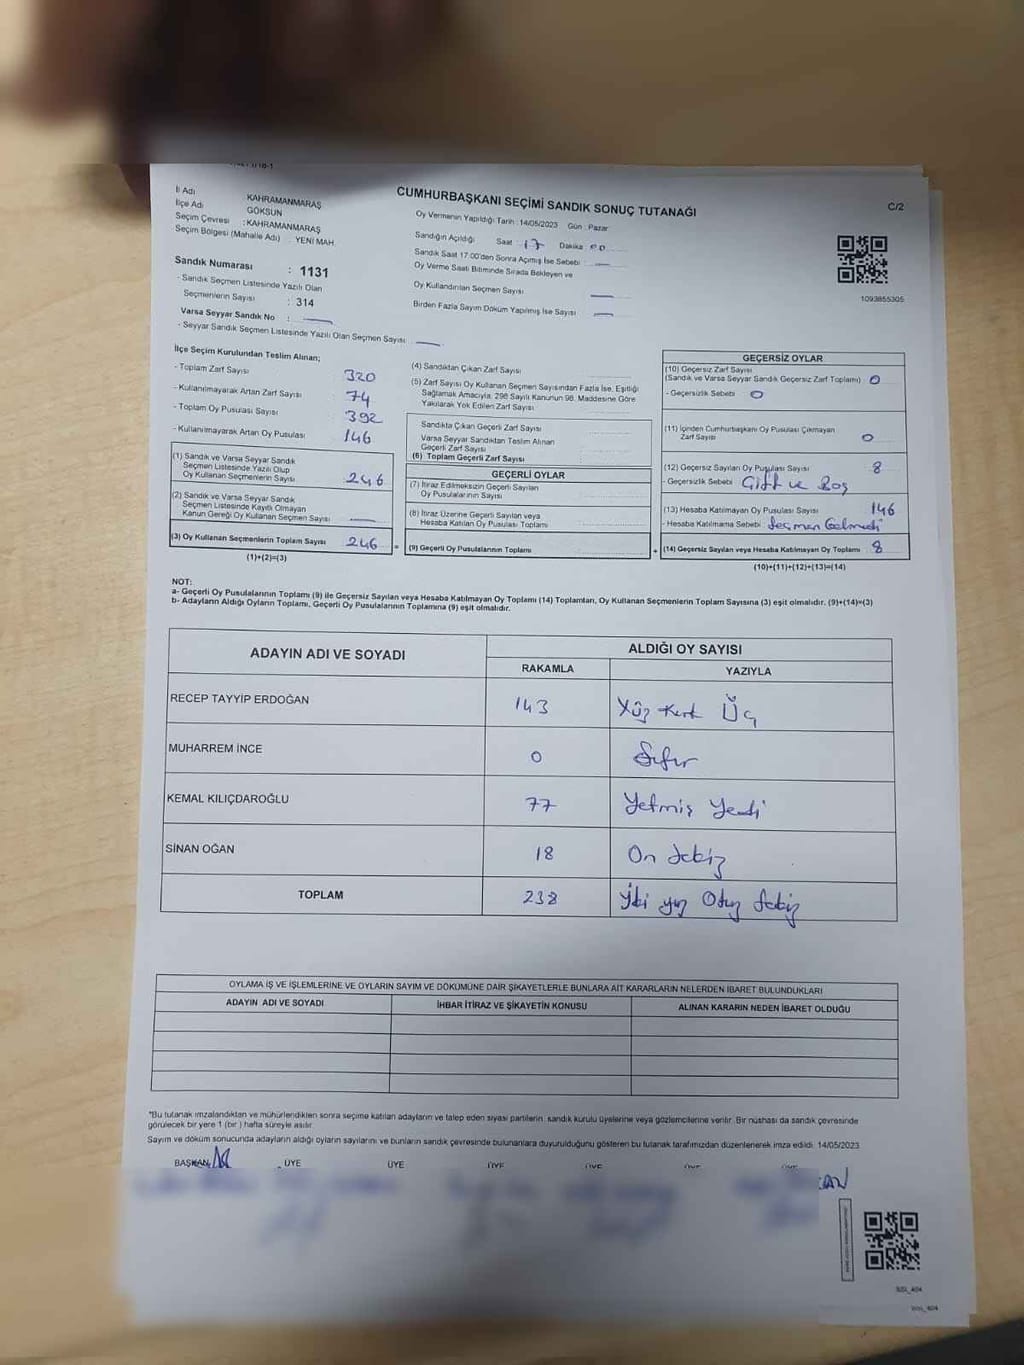 CUMHURBAŞKANI SEÇİMİ SANDIK SONUÇ TUTANAĞI
C/2
İl Adı KAHRAMANMARAŞ
İlçe Adı GÖKSUN
Seçim Çevresi : KAHRAMANMARAŞ
Seçim Bölgesi (Mahalle Adı) : YENİ MAH.
Oy Vermenin Yapıldığı Tarih : 14/05/2023 Gün : Pazar
Sandığın Açıldığı Saat 17 Dakika 00
Sandık Saat 17:00'den Sonra Açımış İse Sebebi
Oy Verme Saati Bitiminde Sırada Bekleyen ve
Oy Kullandırılan Seçmen Sayısı
Birden Fazla Sayım Döküm Yapılmış İse Sayısı
1093855305
Sandık Numarası : 1131
- Sandık Seçmen Listesinde Yazılı Olan
Seçmenlerin Sayısı : 314
Varsa Seyyar Sandık No :
- Seyyar Sandık Seçmen Listesinde Yazılı Olan Seçmen Sayısı
İlçe Seçim Kurulundan Teslim Alınan;
- Toplam Zarf Sayısı 320
- Kullanılmayarak Artan Zarf Sayısı 74
- Toplam Oy Pusulası Sayısı 392
- Kullanılmayarak Artan Oy Pusulası 146
(1) Sandık ve Varsa Seyyar Sandık
Seçmen Listesinde Yazılı Olup
Oy Kullanan Seçmenlerin Sayısı 246
(2) Sandık ve Varsa Seyyar Sandık
Seçmen Listesinde Kayıtlı Olmayan
Kanun Gereği Oy Kullanan Seçmen Sayısı
(3) Oy Kullanan Seçmenlerin Toplam Sayısı 246 =
(1)+(2)=(3)
(4) Sandıktan Çıkan Zarf Sayısı
(5) Zarf Sayısı Oy Kullanan Seçmen Sayısından Fazla İse, Eşitliği
Sağlamak Amacıyla, 298 Sayılı Kanunun 98. Maddesine Göre
Yakılarak Yok Edilen Zarf Sayısı
Sandıkta Çıkan Geçerli Zarf Sayısı
Varsa Seyyar Sandıktan Teslim Alınan
Geçerli Zarf Sayısı
(6) Toplam Geçerli Zarf Sayısı
GEÇERLİ OYLAR
(7) İtiraz Edilmeksizin Geçerli Sayılan
Oy Pusulalarının Sayısı
(8) İtiraz Üzerine Geçerli Sayılan veya
Hesaba Katılan Oy Pusulası Toplamı
(9) Geçerli Oy Pusulalarının Toplamı +
GEÇERSİZ OYLAR
(10) Geçersiz Zarf Sayısı
(Sandık ve Varsa Seyyar Sandık Geçersiz Zarf Toplamı) 0
- Geçersizlik Sebebi 0
(11) İçinden Cumhurbaşkanı Oy Pusulası Çıkmayan
Zarf Sayısı 0
(12) Geçersiz Sayılan Oy Pusulası Sayısı 8
- Geçersizlik Sebebi Çift ve Boş
(13) Hesaba Katılmayan Oy Pusulası Sayısı 146
- Hesaba Katılmama Sebebi Seçmen Gelmedi
(14) Geçersiz Sayılan veya Hesaba Katılmayan Oy Toplamı 8
(10)+(11)+(12)+(13)=(14)
NOT:
a- Geçerli Oy Pusulalarının Toplamı (9) ile Geçersiz Sayılan veya Hesaba Katılmayan Oy Toplamı (14) Toplamları, Oy Kullanan Seçmenlerin Toplam Sayısına (3) eşit olmalıdır. (9)+(14)=(3)
b- Adayların Aldığı Oyların Toplamı, Geçerli Oy Pusulalarının Toplamına (9) eşit olmalıdır.
ADAYIN ADI VE SOYADI
ALDIĞI OY SAYISI
RAKAMLA YAZIYLA
RECEP TAYYİP ERDOĞAN 143 Yüz Kırk Üç
MUHARREM İNCE 0 Sıfır
KEMAL KILIÇDAROĞLU 77 Yetmiş Yedi
SİNAN OĞAN 18 On Sekiz
TOPLAM 238 İki yüz Otuz Sekiz
OYLAMA İŞ VE İŞLEMLERİNE VE OYLARIN SAYIM VE DÖKÜMÜNE DAİR ŞİKAYETLERLE BUNLARA AİT KARARLARIN NELERDEN İBARET BULUNDUKLARI
ADAYIN ADI VE SOYADI İHBAR İTİRAZ VE ŞİKAYETİN KONUSU ALINAN KARARIN NEDEN İBARET OLDUĞU
*Bu tutanak imzalandıktan ve mühürlendikten sonra seçime katılan adayların ve talep eden siyasi partilerin sandık kurulu üyelerine veya gözlemcilerine verilir. Bir nüshası da sandık çevresinde
görülecek bir yere 1 (bir) hafta süreyle asılır.
Sayım ve döküm sonucunda adayların aldığı oyların sayılarını ve bunların sandık çevresinde bulunanlara duyurulduğunu gösteren bu tutanak tarafımızdan düzenlenerek imza edildi. 14/05/2023
BAŞKAN ÜYE ÜYE ÜYE ÜYE